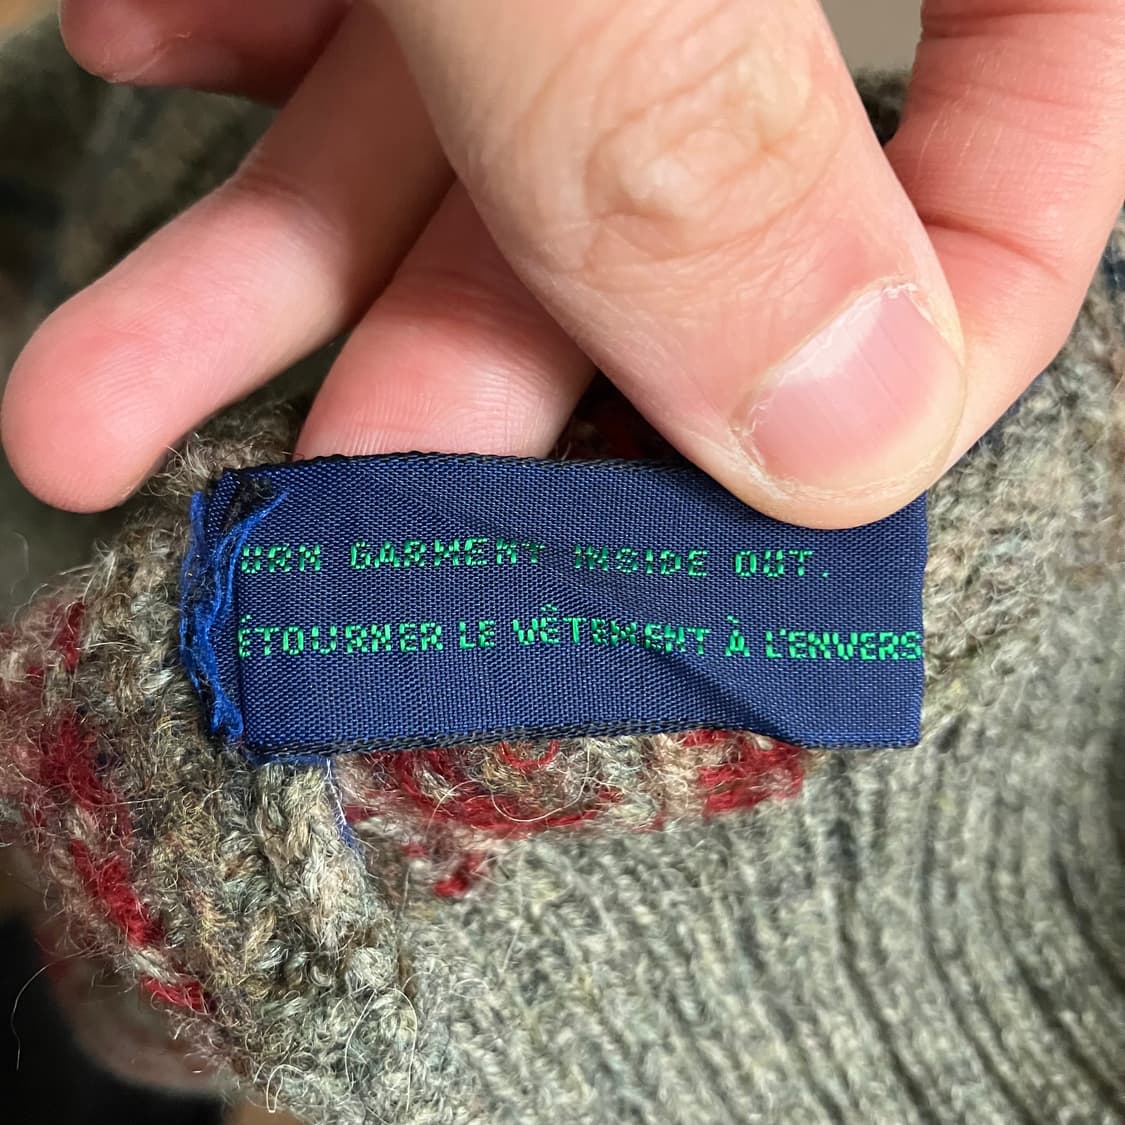 URN GARMENT INSIDE OUT.
ÉTOURNER LE VÊTEMENT À L'ENVERS